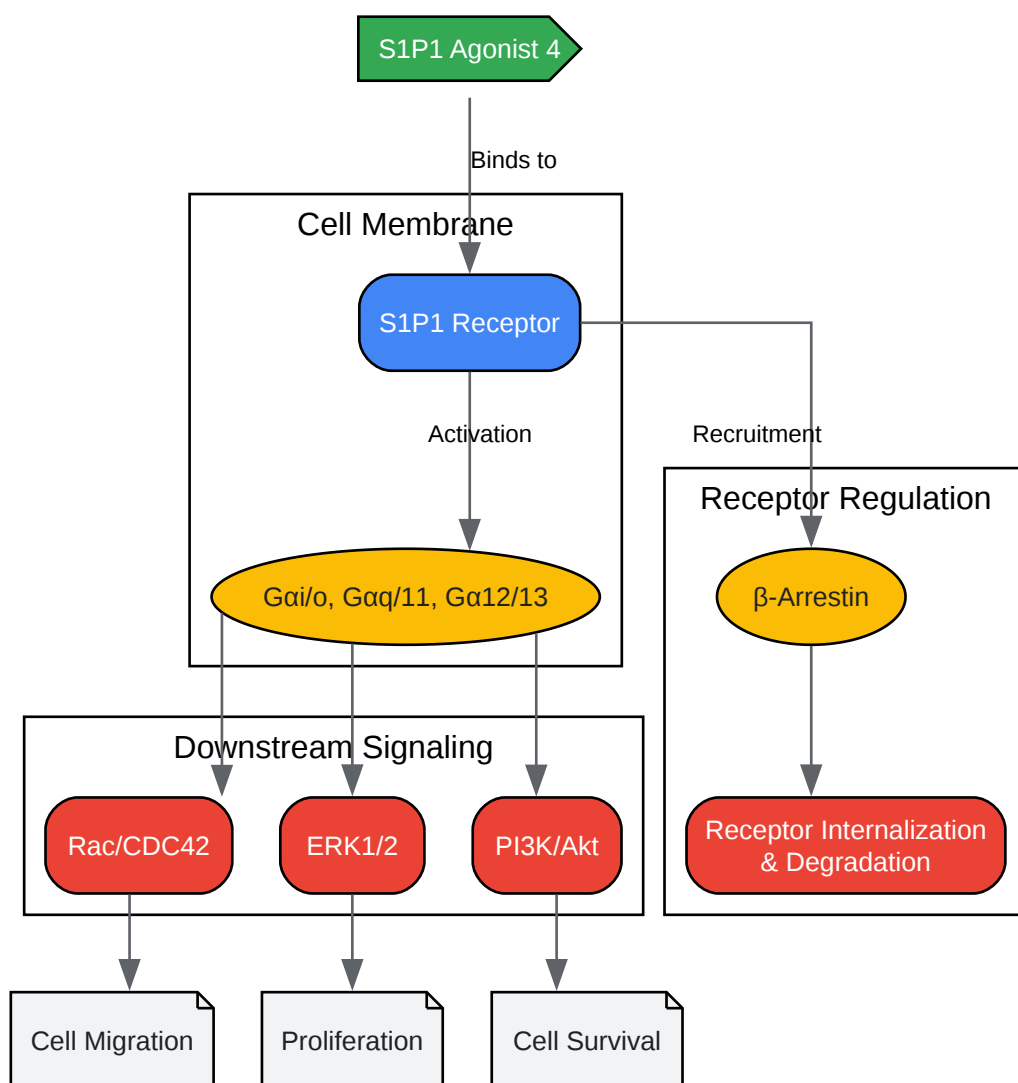 S1P1 Agonist 4
Binds to
Cell Membrane
S1P1 Receptor
Activation
Recruitment
Receptor Regulation
Gαi/o, Gαq/11, Gα12/13
β-Arrestin
Downstream Signaling
Rac/CDC42
ERK1/2
PI3K/Akt
Receptor Internalization
& Degradation
Cell Migration
Proliferation
Cell Survival